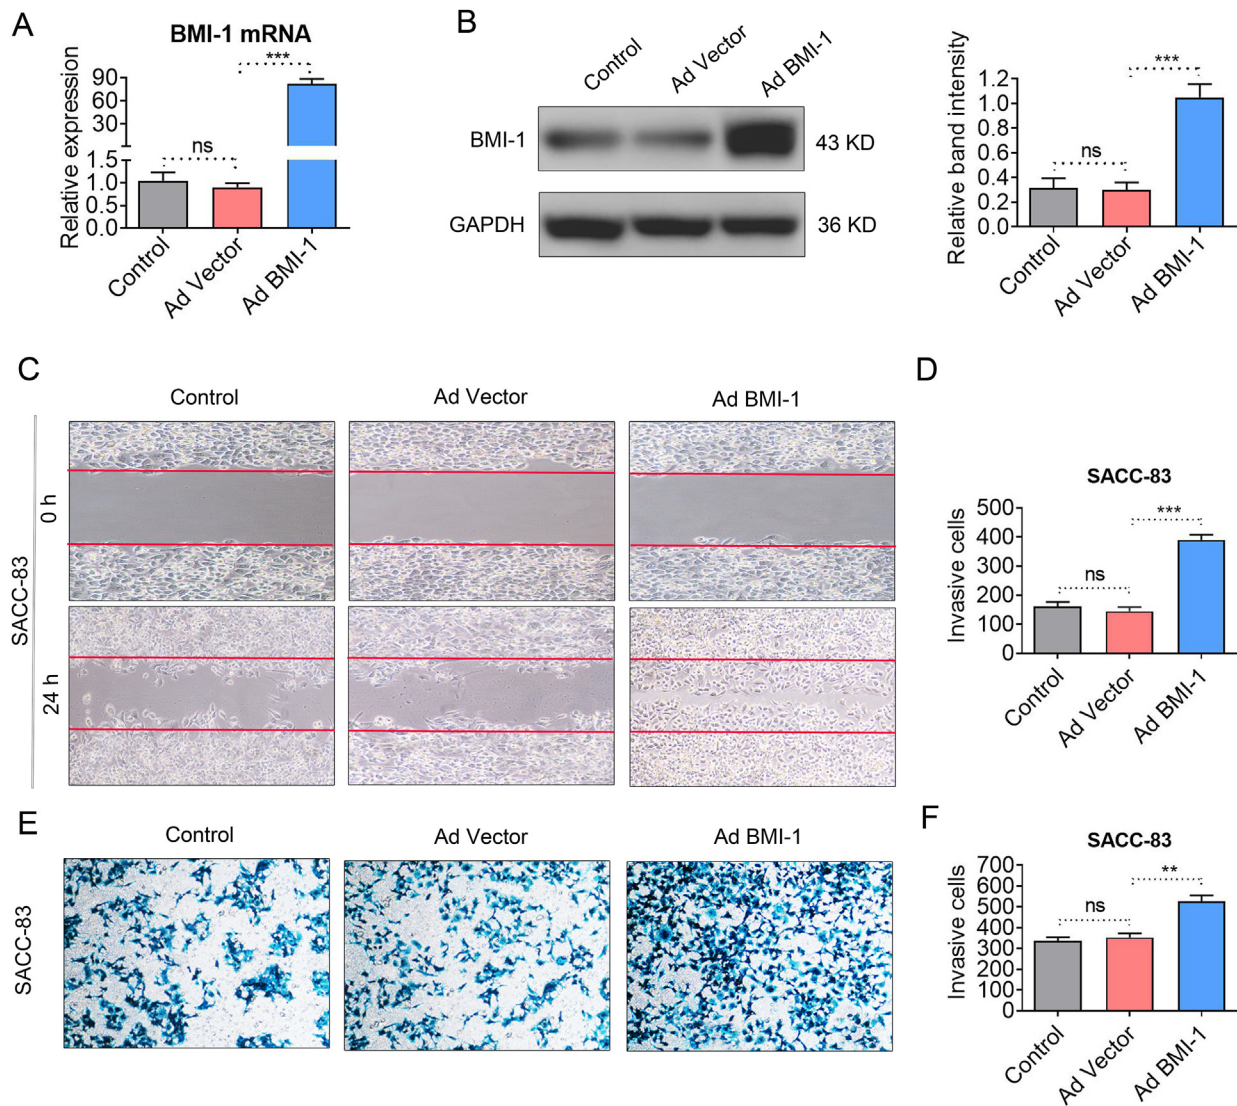 A
BMI-1 mRNA
Relative expression
90
60
30
1.5
1.0
0.5
0.0
ns
***
Control
Ad Vector
Ad BMI-1
B
Control
Ad Vector
Ad BMI-1
BMI-1
43 KD
GAPDH
36 KD
Relative band intensity
1.2
1.0
0.8
0.6
0.4
0.2
0.0
ns
***
Control
Ad Vector
Ad BMI-1
C
Control
Ad Vector
Ad BMI-1
SACC-83
0 h
24 h
D
SACC-83
Invasive cells
500
400
300
200
100
0
ns
***
Control
Ad Vector
Ad BMI-1
E
Control
Ad Vector
Ad BMI-1
SACC-83
F
SACC-83
Invasive cells
700
600
500
400
300
200
100
0
ns
**
Control
Ad Vector
Ad BMI-1